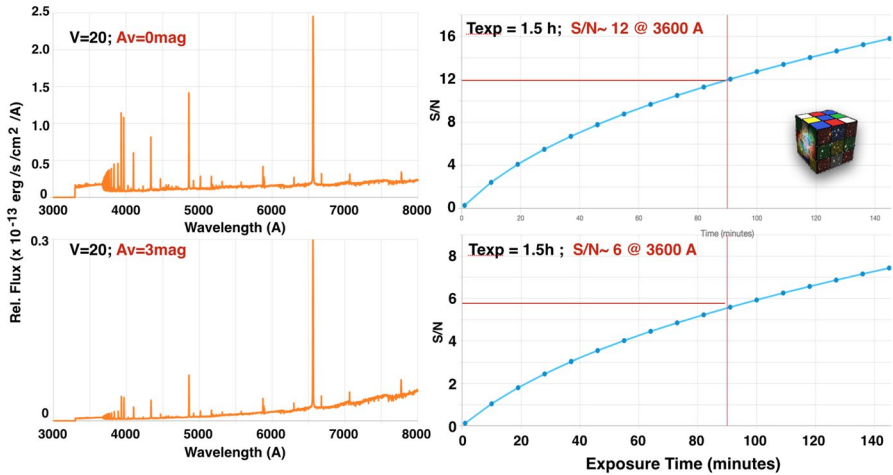 V=20; Av=0mag
2.5
2.0
1.5
1.0
0.5
0
3000 4000 5000 6000 7000 8000
Wavelength (A)
Rel. Flux (x 10-13 erg /s /cm2 /A)
Texp = 1.5 h; S/N~ 12 @ 3600 A
16
12
8
4
0
S/N
0 20 40 60 80 100 120 140
Time (minutes)
V=20; Av=3mag
0.3
0
3000 4000 5000 6000 7000 8000
Wavelength (A)
Texp = 1.5h ; S/N~ 6 @ 3600 A
8
6
4
2
0
S/N
0 20 40 60 80 100 120 140
Exposure Time (minutes)